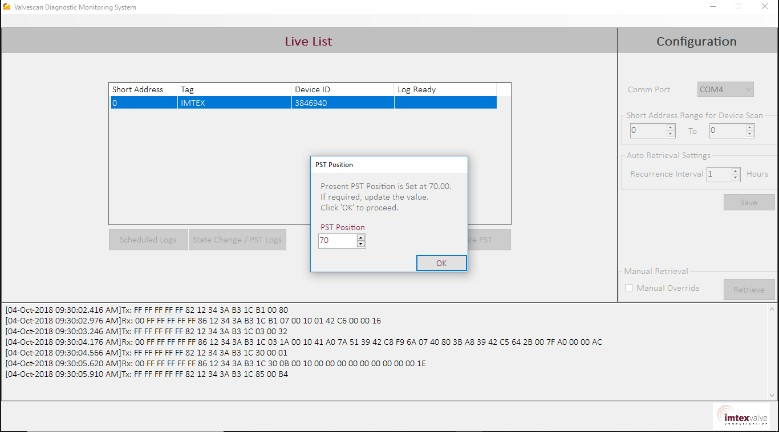 Valvescan Diagnostic Monitoring System
Live List
Configuration
Short Address Tag Device ID Log Ready
0 IMTEX 3846940
Comm Port COM4
Short Address Range for Device Scan
0 To 0
Auto Retrieval Settings
Recurrence Interval 1 Hours
Save
PST Position
Present PST Position is Set at 70.00.
If required, update the value.
Click 'OK' to proceed.
PST Position
70
OK
Scheduled Logs State Change / PST Logs PST
Manual Retrieval
Manual Override Retrieve
[04-Oct-2018 09:30:02.416 AM]Tx: FF FF FF FF FF 82 12 34 3A B3 1C B1 00 80
[04-Oct-2018 09:30:02.976 AM]Rx: 00 FF FF FF FF FF 86 12 34 3A B3 1C B1 07 00 10 01 42 C6 00 00 16
[04-Oct-2018 09:30:03.246 AM]Tx: FF FF FF FF FF 82 12 34 3A B3 1C 03 00 32
[04-Oct-2018 09:30:04.176 AM]Rx: 00 FF FF FF FF FF 86 12 34 3A B3 1C 03 1A 00 10 41 A0 7A 51 39 42 C8 F9 6A 07 40 80 3B A8 39 42 C5 64 2B 00 7F A0 00 00 AC
[04-Oct-2018 09:30:04.566 AM]Tx: FF FF FF FF FF 82 12 34 3A B3 1C 30 00 01
[04-Oct-2018 09:30:05.620 AM]Rx: 00 FF FF FF FF FF 86 12 34 3A B3 1C 30 0B 00 10 00 00 00 00 00 00 00 00 00 1E
[04-Oct-2018 09:30:05.910 AM]Tx: FF FF FF FF FF 82 12 34 3A B3 1C 85 00 B4
imtexvalve